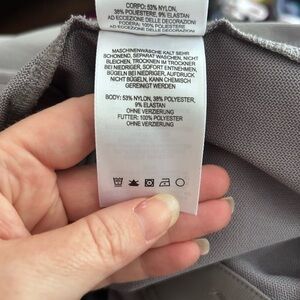 CORPO: 53% NYLON,
38% POLIESTERE, 9% ELASTAN
AD ECCEZIONE DELLE DECORAZIONI
FODERA: 100% POLIESTERE
AD ECCEZIONE DELLE DECORAZIONI
MASCHINENWÄSCHE KALT SEHR
SCHONEND, SEPARAT WASCHEN, NICHT
BLEICHEN, TROCKNEN IM TROCKNER
BEI NIEDRIGER, SOFORT ENTNEHMEN,
BÜGELN BEI NIEDRIGER, AUFDRUCK
NICHT BÜGELN, KANN CHEMISCH
GEREINIGT WERDEN
BODY: 53% NYLON, 38% POLYESTER,
9% ELASTAN
OHNE VERZIERUNG
FUTTER: 100% POLYESTER
OHNE VERZIERUNG